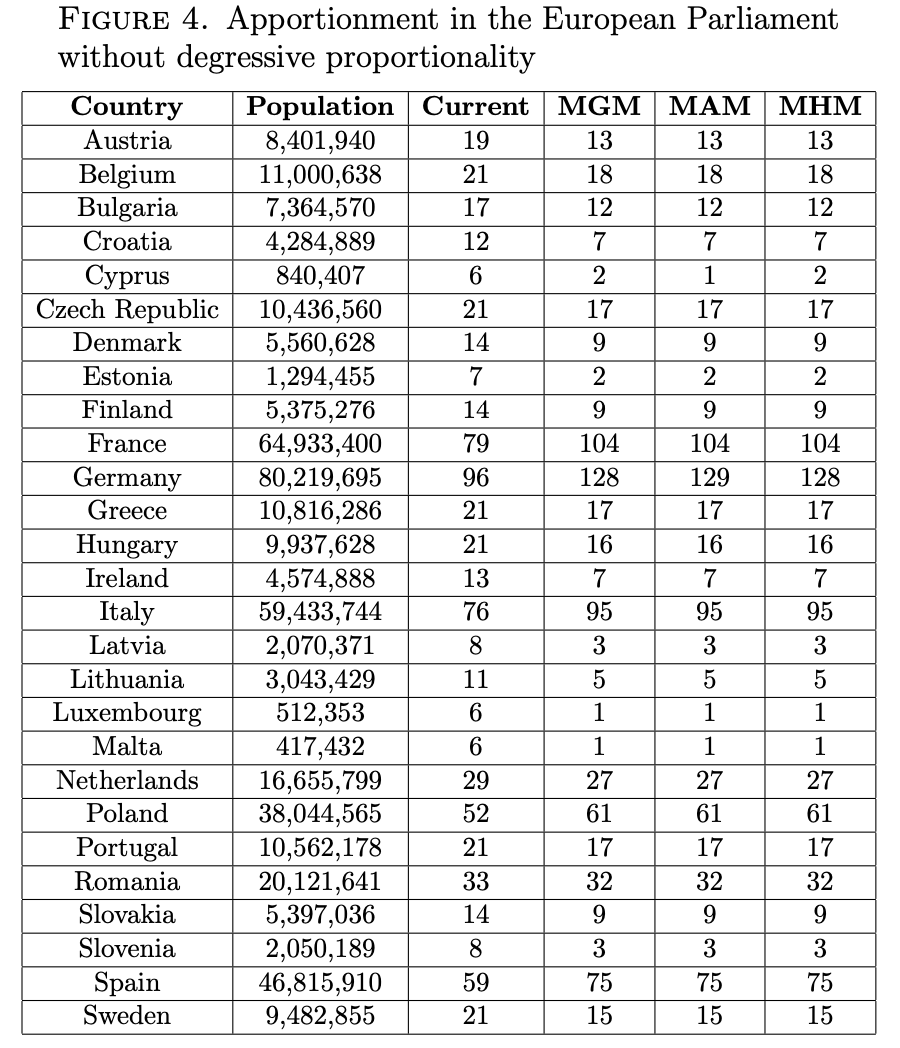 FIGURE 4. Apportionment in the European Parliament
without degressive proportionality
Country Population Current MGM MAM MHM
Austria 8,401,940 19 13 13 13
Belgium 11,000,638 21 18 18 18
Bulgaria 7,364,570 17 12 12 12
Croatia 4,284,889 12 7 7 7
Cyprus 840,407 6 2 1 2
Czech Republic 10,436,560 21 17 17 17
Denmark 5,560,628 14 9 9 9
Estonia 1,294,455 7 2 2 2
Finland 5,375,276 14 9 9 9
France 64,933,400 79 104 104 104
Germany 80,219,695 96 128 129 128
Greece 10,816,286 21 17 17 17
Hungary 9,937,628 21 16 16 16
Ireland 4,574,888 13 7 7 7
Italy 59,433,744 76 95 95 95
Latvia 2,070,371 8 3 3 3
Lithuania 3,043,429 11 5 5 5
Luxembourg 512,353 6 1 1 1
Malta 417,432 6 1 1 1
Netherlands 16,655,799 29 27 27 27
Poland 38,044,565 52 61 61 61
Portugal 10,562,178 21 17 17 17
Romania 20,121,641 33 32 32 32
Slovakia 5,397,036 14 9 9 9
Slovenia 2,050,189 8 3 3 3
Spain 46,815,910 59 75 75 75
Sweden 9,482,855 21 15 15 15